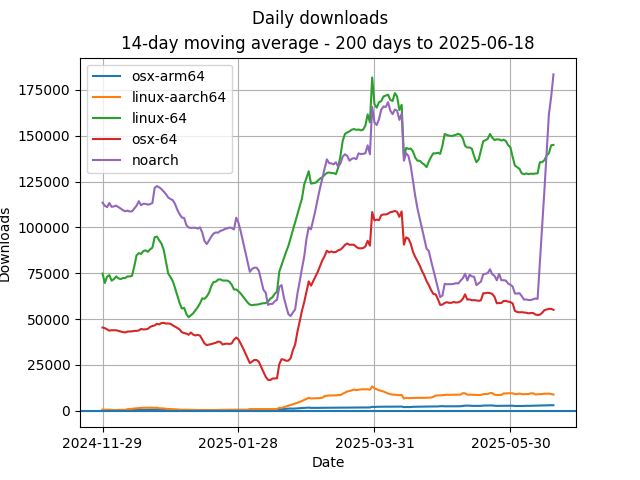 Daily downloads
14-day moving average - 200 days to 2025-06-18
osx-arm64
linux-aarch64
linux-64
osx-64
noarch
175000
150000
125000
100000
75000
50000
25000
0
Downloads
2024-11-29
2025-01-28
2025-03-31
2025-05-30
Date